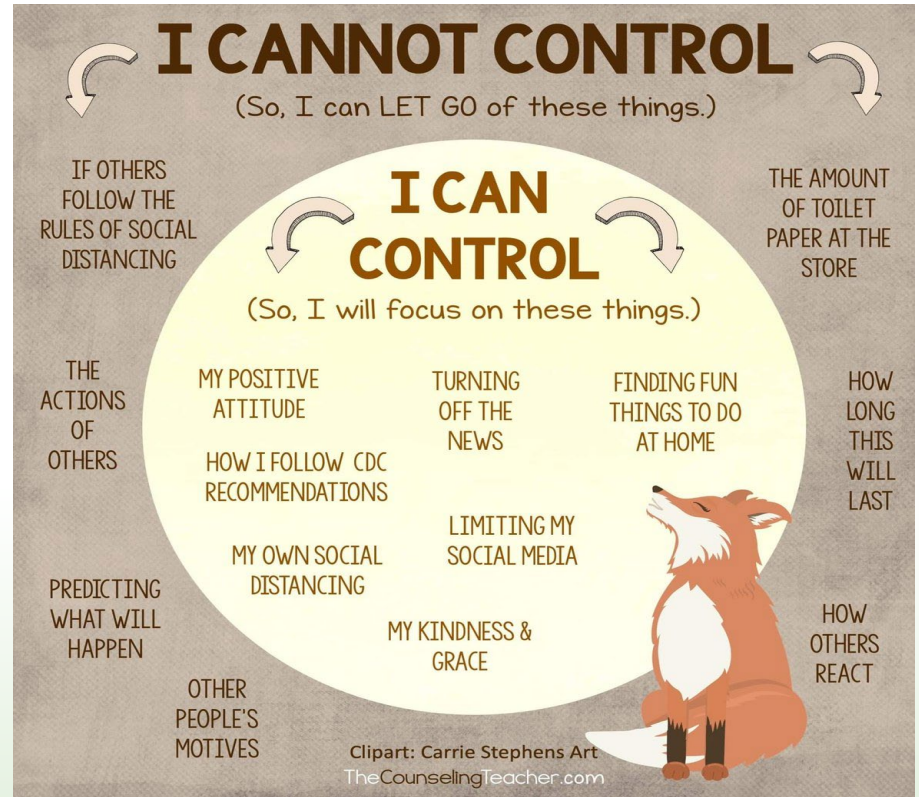 I CANNOT CONTROL
(So, I can LET GO of these things.)
IF OTHERS
FOLLOW THE
RULES OF SOCIAL
DISTANCING
THE AMOUNT
OF TOILET
PAPER AT THE
STORE
I CAN
CONTROL
(So, I will focus on these things.)
THE
ACTIONS
OF
OTHERS
MY POSITIVE
ATTITUDE
TURNING
OFF THE
NEWS
FINDING FUN
THINGS TO DO
AT HOME
HOW
LONG
THIS
WILL
LAST
HOW I FOLLOW CDC
RECOMMENDATIONS
MY OWN SOCIAL
DISTANCING
LIMITING MY
SOCIAL MEDIA
PREDICTING
WHAT WILL
HAPPEN
MY KINDNESS &
GRACE
HOW
OTHERS
REACT
OTHER
PEOPLE'S
MOTIVES
Clipart: Carrie Stephens Art
TheCounselingTeacher.com